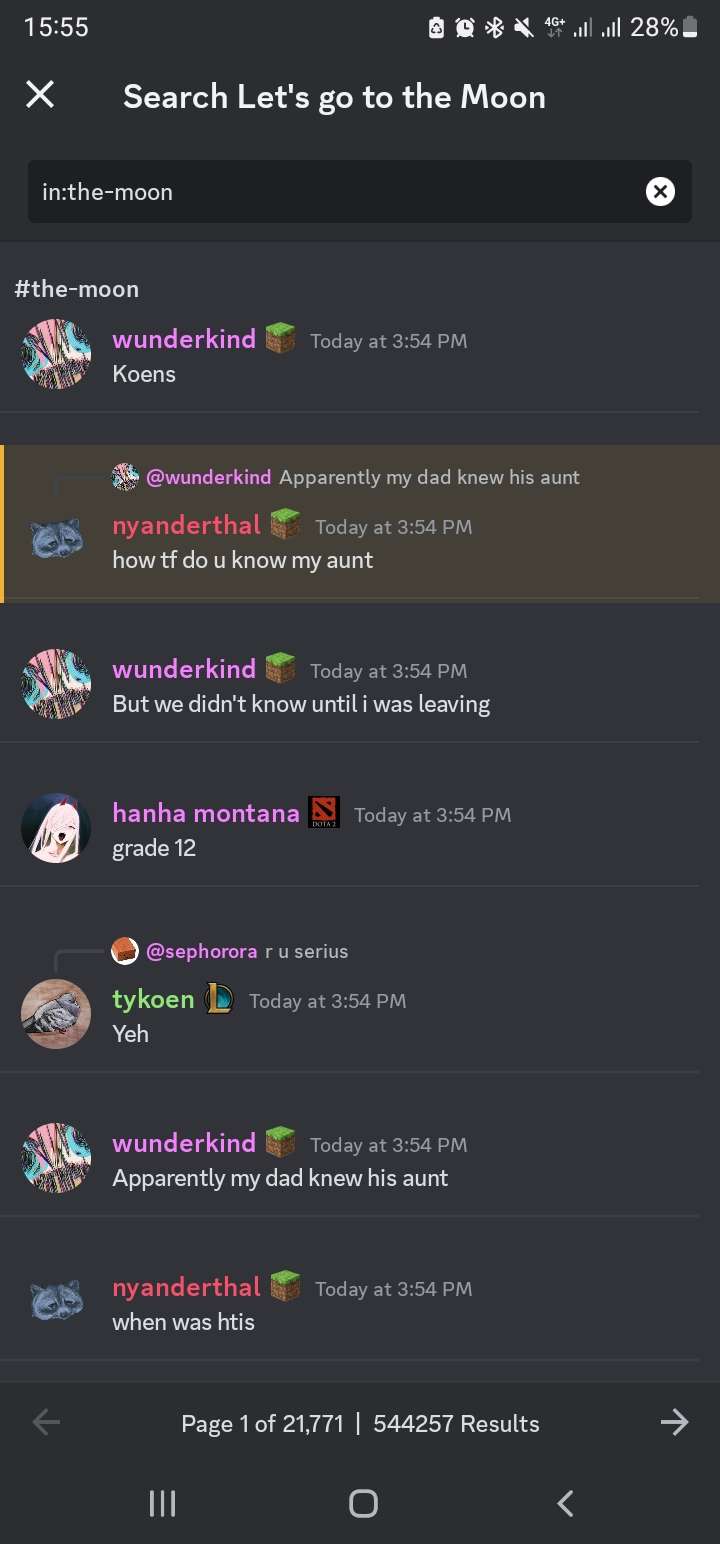 15:55 4G+ 28%
Search Let's go to the Moon
in:the-moon
#the-moon
wunderkind Today at 3:54 PM
Koens
@wunderkind Apparently my dad knew his aunt
nyanderthal Today at 3:54 PM
how tf do u know my aunt
wunderkind Today at 3:54 PM
But we didn't know until i was leaving
hanha montana DOTA 2 Today at 3:54 PM
grade 12
@sephorora r u serius
tykoen L Today at 3:54 PM
Yeh
wunderkind Today at 3:54 PM
Apparently my dad knew his aunt
nyanderthal Today at 3:54 PM
when was htis
Page 1 of 21,771 | 544257 Results